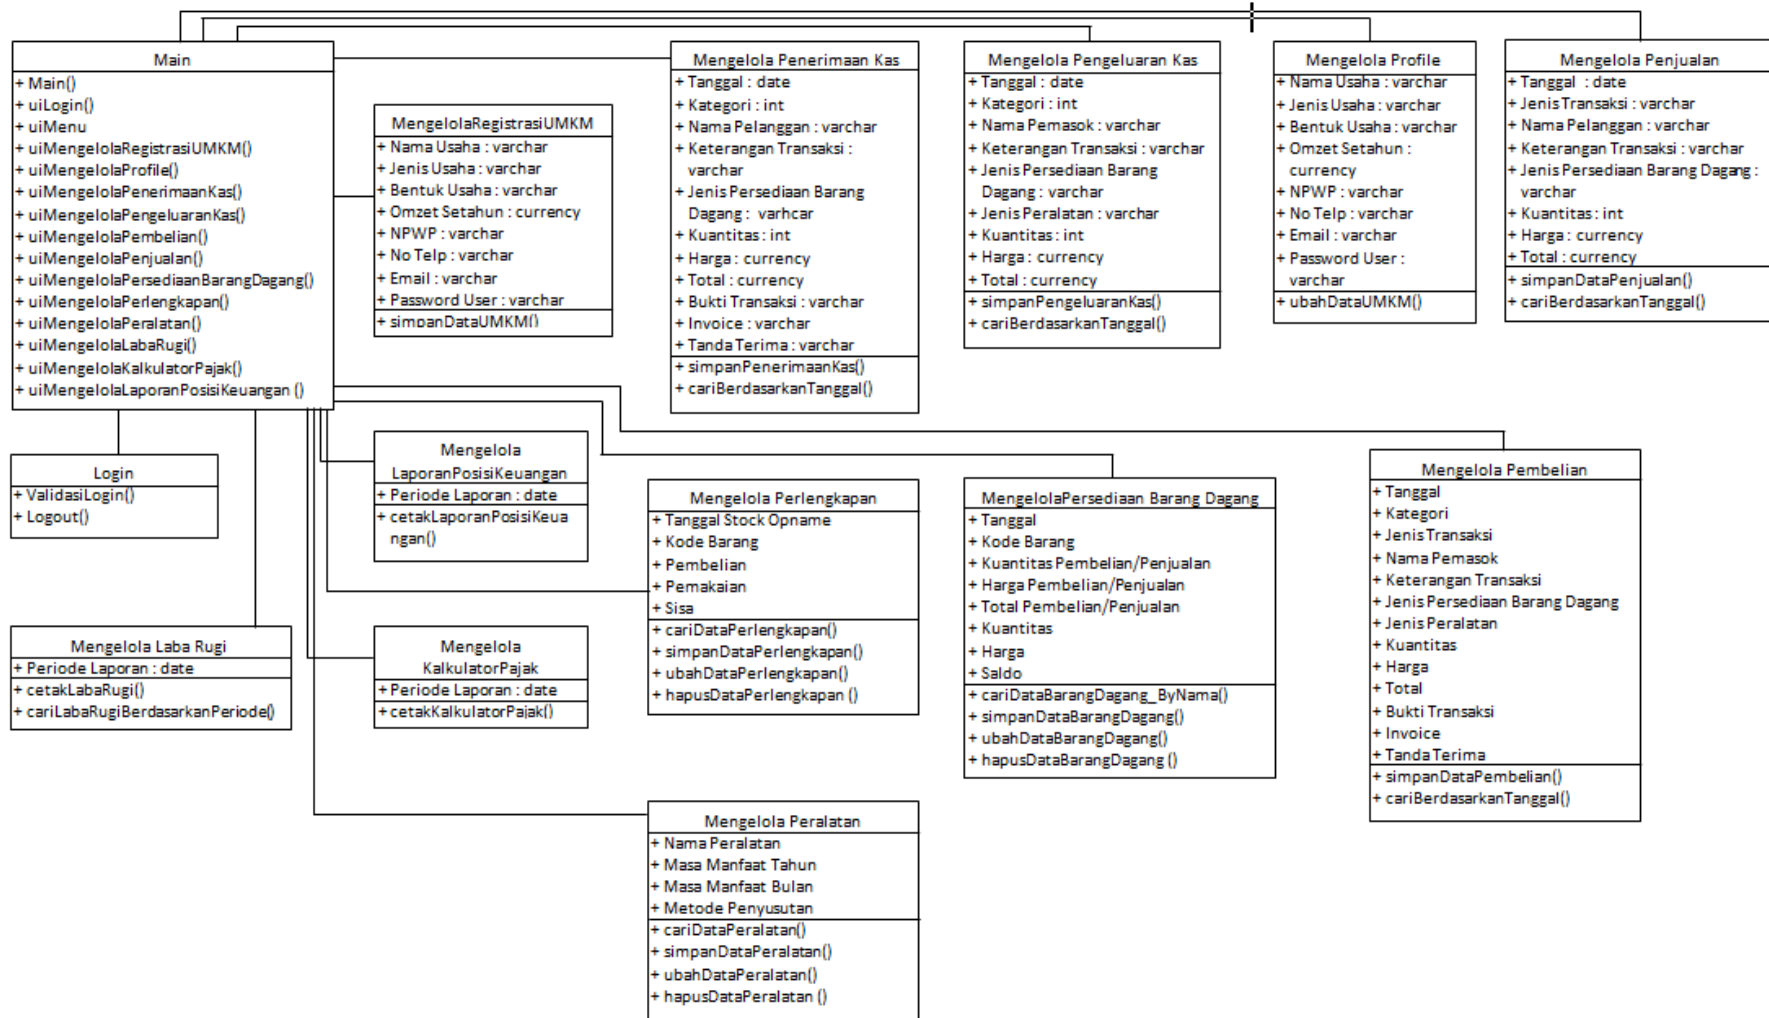 Main
+ Main()
+ uiLogin()
+ uiMenu
+ uiMengelolaRegistrasiUMKM()
+ uiMengelolaProfile()
+ uiMengelolaPenerimaanKas()
+ uiMengelolaPengeluaranKas()
+ uiMengelolaPembelian()
+ uiMengelolaPenjualan()
+ uiMengelolaPersediaanBarangDagang()
+ uiMengelolaPerlengkapan()
+ uiMengelolaPeralatan()
+ uiMengelolaLabaRugi()
+ uiMengelolaKalkulatorPajak()
+ uiMengelolaLaporanPosisiKeuangan ()
MengelolaRegistrasiUMKM
+ Nama Usaha : varchar
+ Jenis Usaha : varchar
+ Bentuk Usaha : varchar
+ Omzet Setahun : currency
+ NPWP : varchar
+ No Telp : varchar
+ Email : varchar
+ Password User : varchar
+ simpanDataUMKM()
Mengelola Penerimaan Kas
+ Tanggal : date
+ Kategori : int
+ Nama Pelanggan : varchar
+ Keterangan Transaksi :
varchar
+ Jenis Persediaan Barang
Dagang : varhcar
+ Kuantitas : int
+ Harga : currency
+ Total : currency
+ Bukti Transaksi : varchar
+ Invoice : varchar
+ Tanda Terima : varchar
+ simpanPenerimaanKas()
+ cariBerdasarkanTanggal()
Mengelola Pengeluaran Kas
+ Tanggal : date
+ Kategori : int
+ Nama Pemasok : varchar
+ Keterangan Transaksi : varchar
+ Jenis Persediaan Barang
Dagang : varchar
+ Jenis Peralatan : varchar
+ Kuantitas : int
+ Harga : currency
+ Total : currency
+ simpanPengeluaranKas()
+ cariBerdasarkanTanggal()
Mengelola Profile
+ Nama Usaha : varchar
+ Jenis Usaha : varchar
+ Bentuk Usaha : varchar
+ Omzet Setahun :
currency
+ NPWP : varchar
+ No Telp : varchar
+ Email : varchar
+ Password User :
varchar
+ ubahDataUMKM()
Mengelola Penjualan
+ Tanggal : date
+ Jenis Transaksi : varchar
+ Nama Pelanggan : varchar
+ Keterangan Transaksi : varchar
+ Jenis Persediaan Barang Dagang :
varchar
+ Kuantitas : int
+ Harga : currency
+ Total : currency
+ simpanDataPenjualan()
+ cariBerdasarkanTanggal()
Login
+ ValidasiLogin()
+ Logout()
Mengelola
LaporanPosisiKeuangan
+ Periode Laporan : date
+ cetakLaporanPosisiKeua
ngan()
Mengelola Perlengkapan
+ Tanggal Stock Opname
+ Kode Barang
+ Pembelian
+ Pemakaian
+ Sisa
+ cariDataPerlengkapan()
+ simpanDataPerlengkapan()
+ ubahDataPerlengkapan()
+ hapusDataPerlengkapan ()
MengelolaPersediaan Barang Dagang
+ Tanggal
+ Kode Barang
+ Kuantitas Pembelian/Penjualan
+ Harga Pembelian/Penjualan
+ Total Pembelian/Penjualan
+ Kuantitas
+ Harga
+ Saldo
+ cariDataBarangDagang_ByNama()
+ simpanDataBarangDagang()
+ ubahDataBarangDagang()
+ hapusDataBarangDagang ()
Mengelola Pembelian
+ Tanggal
+ Kategori
+ Jenis Transaksi
+ Nama Pemasok
+ Keterangan Transaksi
+ Jenis Persediaan Barang Dagang
+ Jenis Peralatan
+ Kuantitas
+ Harga
+ Total
+ Bukti Transaksi
+ Invoice
+ Tanda Terima
+ simpanDataPembelian()
+ cariBerdasarkanTanggal()
Mengelola Laba Rugi
+ Periode Laporan : date
+ cetakLabaRugi()
+ cariLabaRugiBerdasarkanPeriode()
Mengelola
KalkulatorPajak
+ Periode Laporan : date
+ cetakKalkulatorPajak()
Mengelola Peralatan
+ Nama Peralatan
+ Masa Manfaat Tahun
+ Masa Manfaat Bulan
+ Metode Penyusutan
+ cariDataPeralatan()
+ simpanDataPeralatan()
+ ubahDataPeralatan()
+ hapusDataPeralatan ()